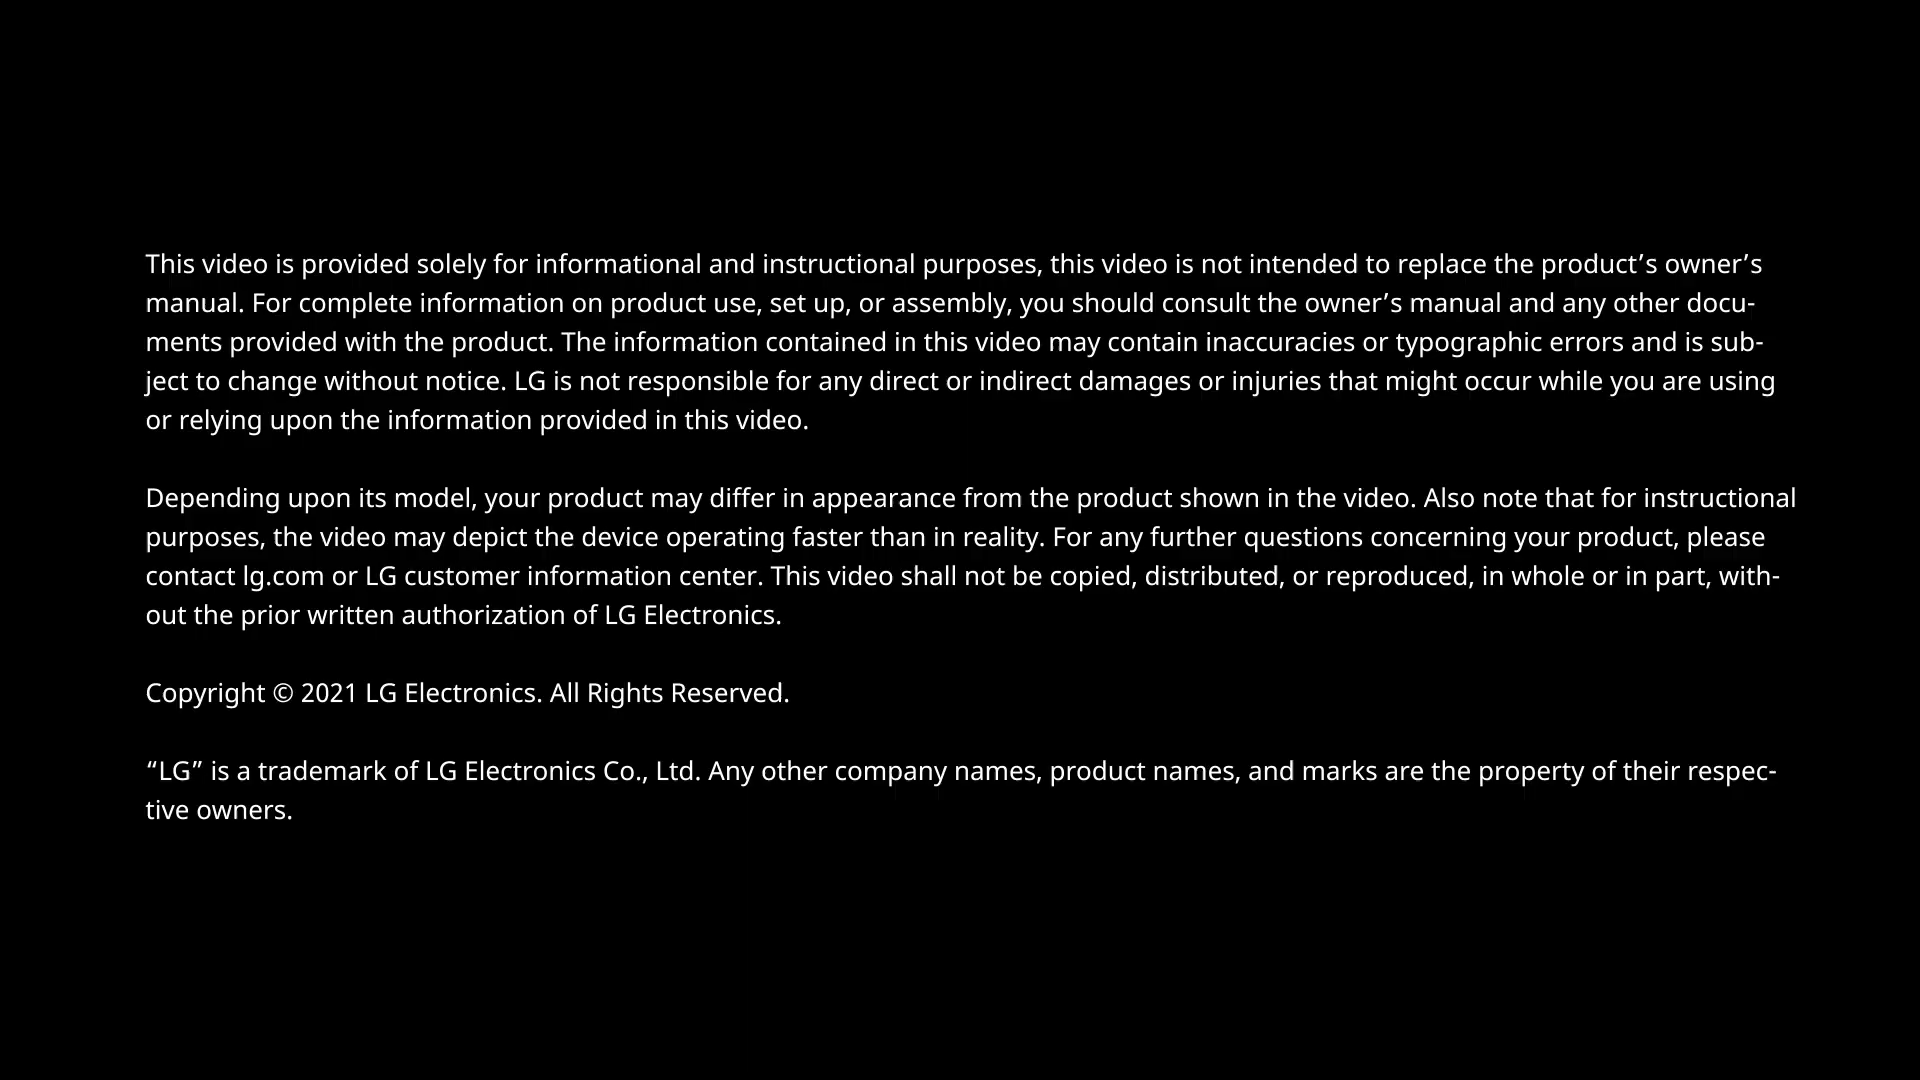 This video is provided solely for informational and instructional purposes, this video is not intended to replace the product’s owner’s
manual. For complete information on product use, set up, or assembly, you should consult the owner’s manual and any other docu-
ments provided with the product. The information contained in this video may contain inaccuracies or typographic errors and is sub-
ject to change without notice. LG is not responsible for any direct or indirect damages or injuries that might occur while you are using
or relying upon the information provided in this video.
Depending upon its model, your product may differ in appearance from the product shown in the video. Also note that for instructional
purposes, the video may depict the device operating faster than in reality. For any further questions concerning your product, please
contact lg.com or LG customer information center. This video shall not be copied, distributed, or reproduced, in whole or in part, with-
out the prior written authorization of LG Electronics.
Copyright © 2021 LG Electronics. All Rights Reserved.
“LG” is a trademark of LG Electronics Co., Ltd. Any other company names, product names, and marks are the property of their respec-
tive owners.